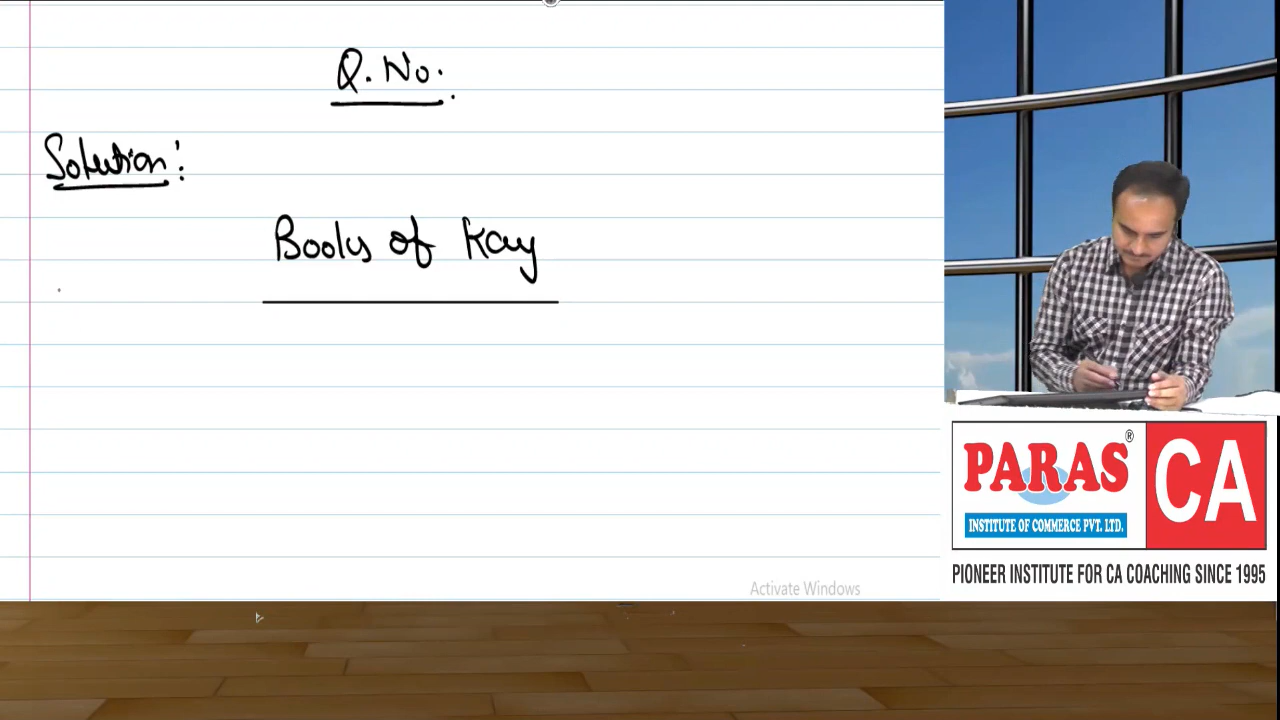 Q. No.
Solution:
Books of Kay
Activate Windows
PARAS®
INSTITUTE OF COMMERCE PVT. LTD.
CA
PIONEER INSTITUTE FOR CA COACHING SINCE 1995